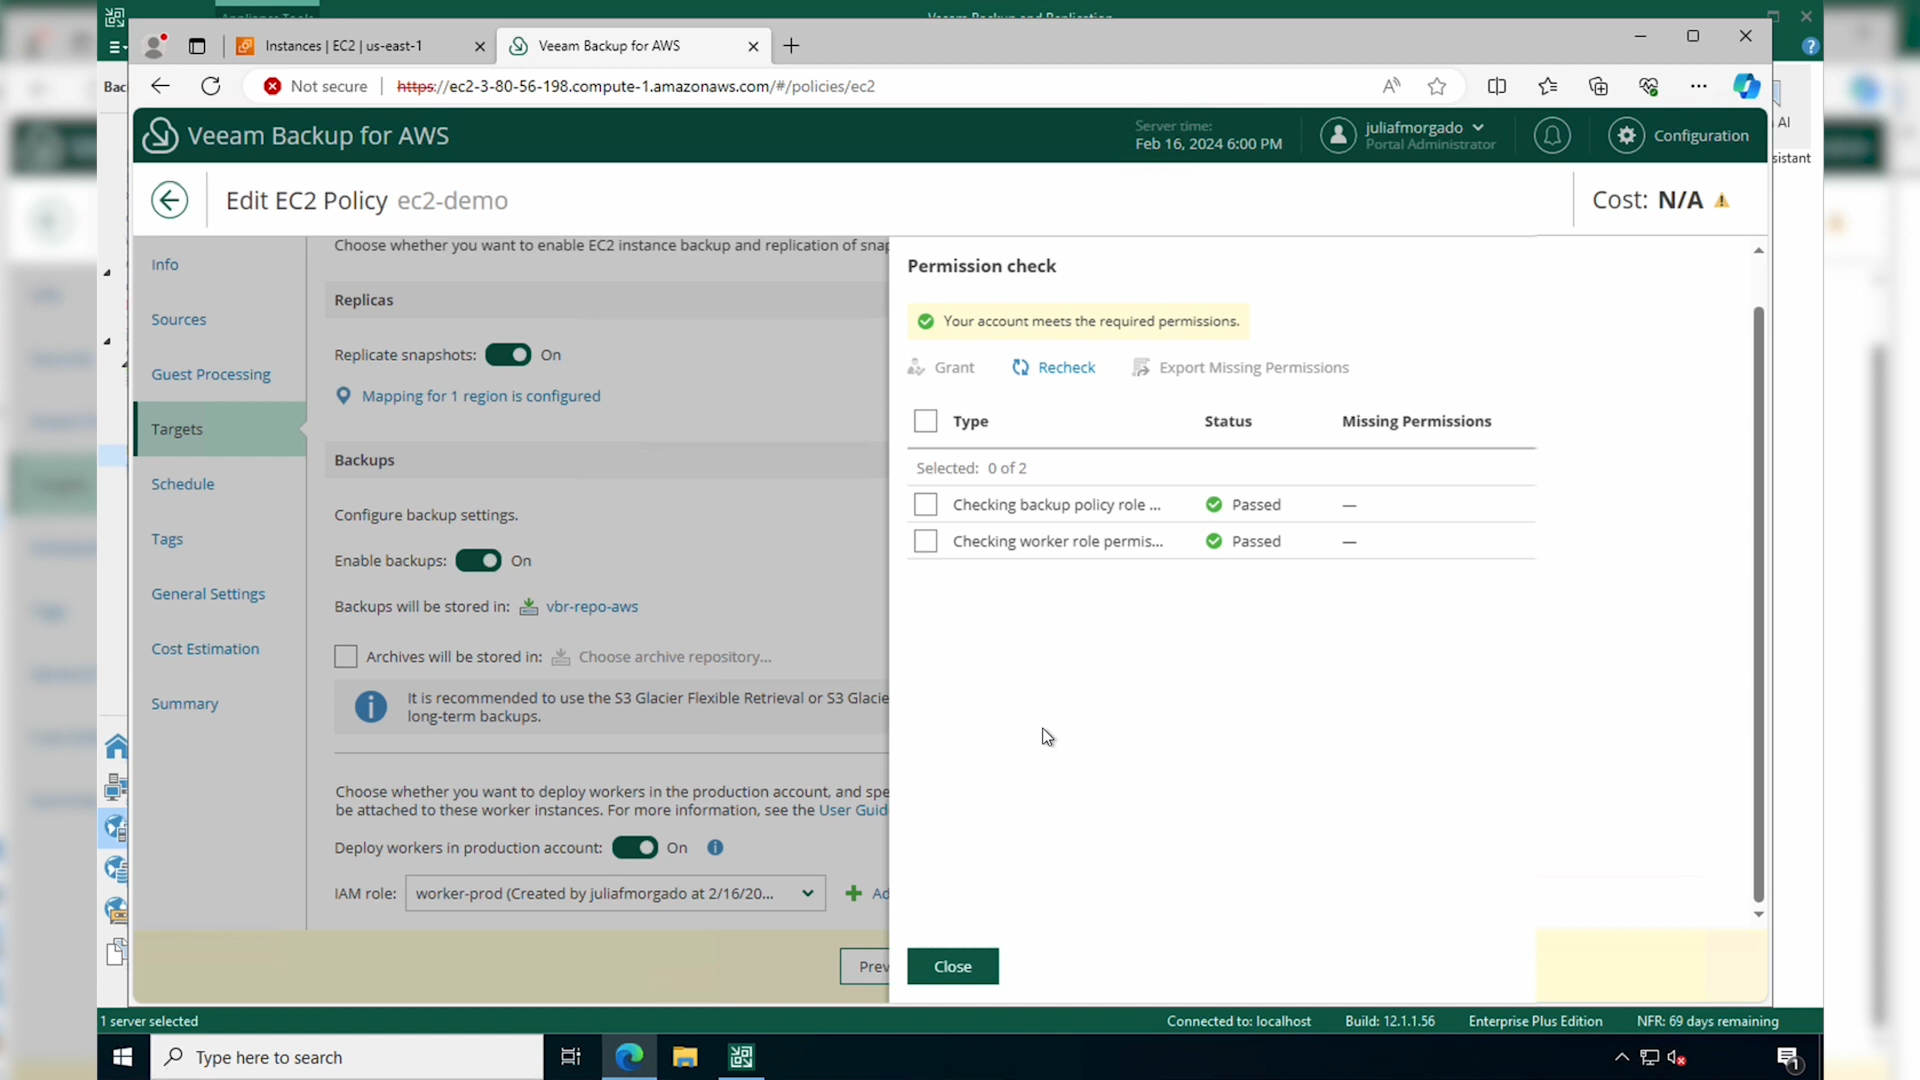 Instances | EC2 | us-east-1
Veeam Backup for AWS
Bac
Not secure
https://ec2-3-80-56-198.compute-1.amazonaws.com/#/policies/ec2
AI
sistant
Veeam Backup for AWS
Server time:
Feb 16, 2024 6:00 PM
juliafmorgado
Portal Administrator
Configuration
Edit EC2 Policy ec2-demo
Cost: N/A
Info
Sources
Guest Processing
Targets
Schedule
Tags
General Settings
Cost Estimation
Summary
Choose whether you want to enable EC2 instance backup and replication of snap
Replicas
Replicate snapshots: On
Mapping for 1 region is configured
Backups
Configure backup settings.
Enable backups: On
Backups will be stored in: vbr-repo-aws
Archives will be stored in: Choose archive repository...
It is recommended to use the S3 Glacier Flexible Retrieval or S3 Glacie
long-term backups.
Choose whether you want to deploy workers in the production account, and spe
be attached to these worker instances. For more information, see the User Guid
Deploy workers in production account: On
IAM role: worker-prod (Created by juliafmorgado at 2/16/20... Ad
Prev
Permission check
Your account meets the required permissions.
Grant Recheck Export Missing Permissions
Type Status Missing Permissions
Selected: 0 of 2
Checking backup policy role ... Passed —
Checking worker role permis... Passed —
Close
1 server selected
Connected to: localhost
Build: 12.1.1.56
Enterprise Plus Edition
NFR: 69 days remaining
Type here to search
1